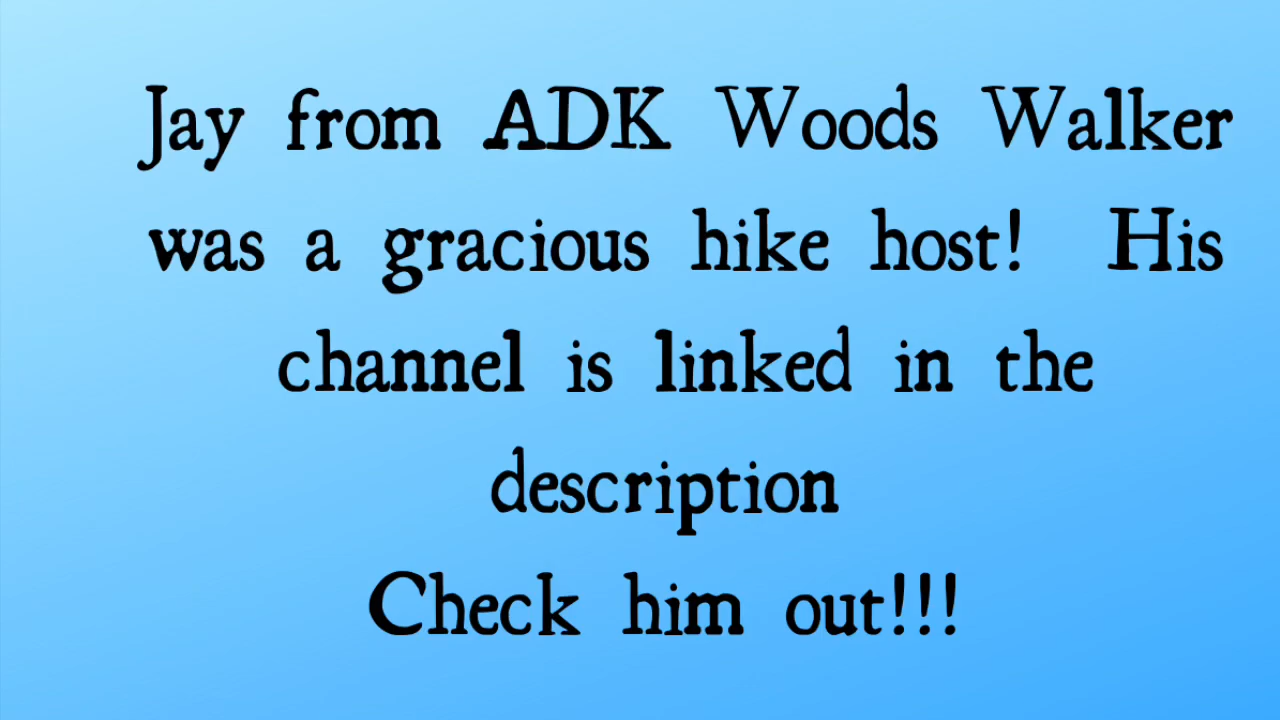 Jay from ADK Woods Walker
was a gracious hike host! His
channel is linked in the
description
Check him out!!!